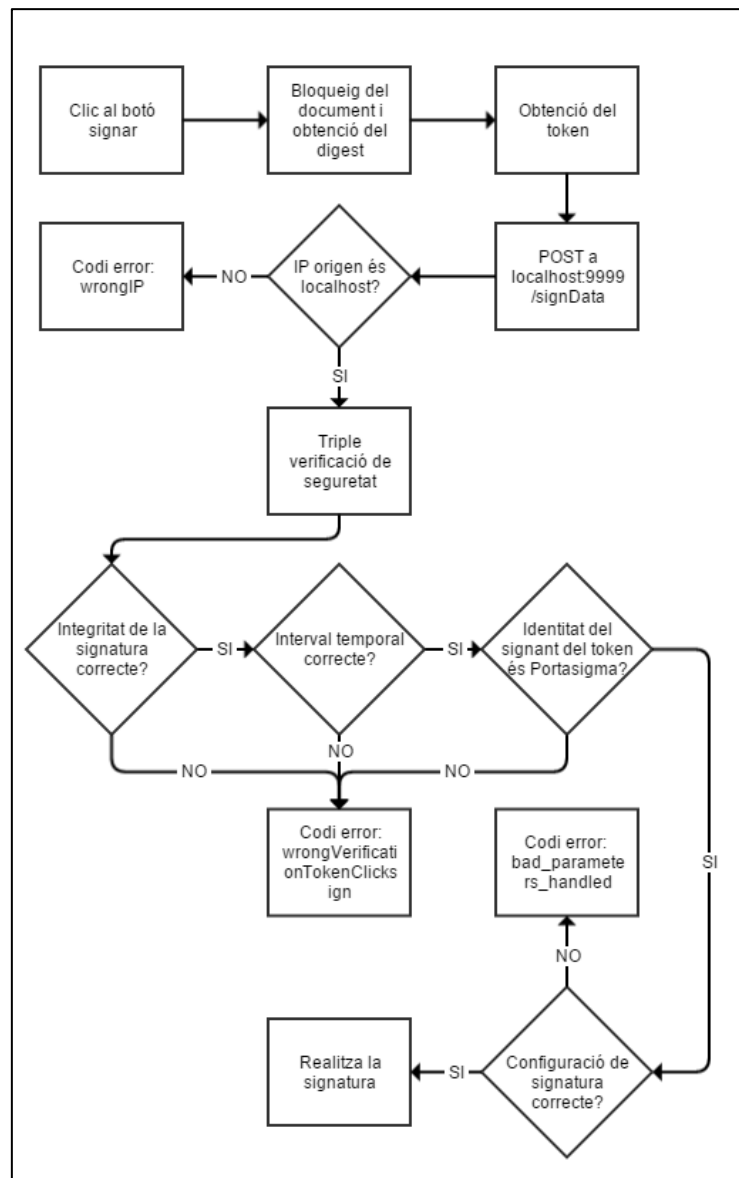 Clic al botó
signar
Bloqueig del
document i
obtenció del
digest
Obtenció del
token
POST a
localhost:9999
/signData
IP origen és
localhost?
NO
Codi error:
wrongIP
SI
Triple
verificació de
seguretat
Integritat de la
signatura
correcte?
SI
Interval temporal
correcte?
SI
Identitat del
signant del token
és Portasigma?
NO
NO
NO
SI
Codi error:
wrongVerificati
onTokenClicks
ign
Codi error:
bad_paramete
rs_handled
NO
Configuració de
signatura
correcte?
SI
Realitza la
signatura